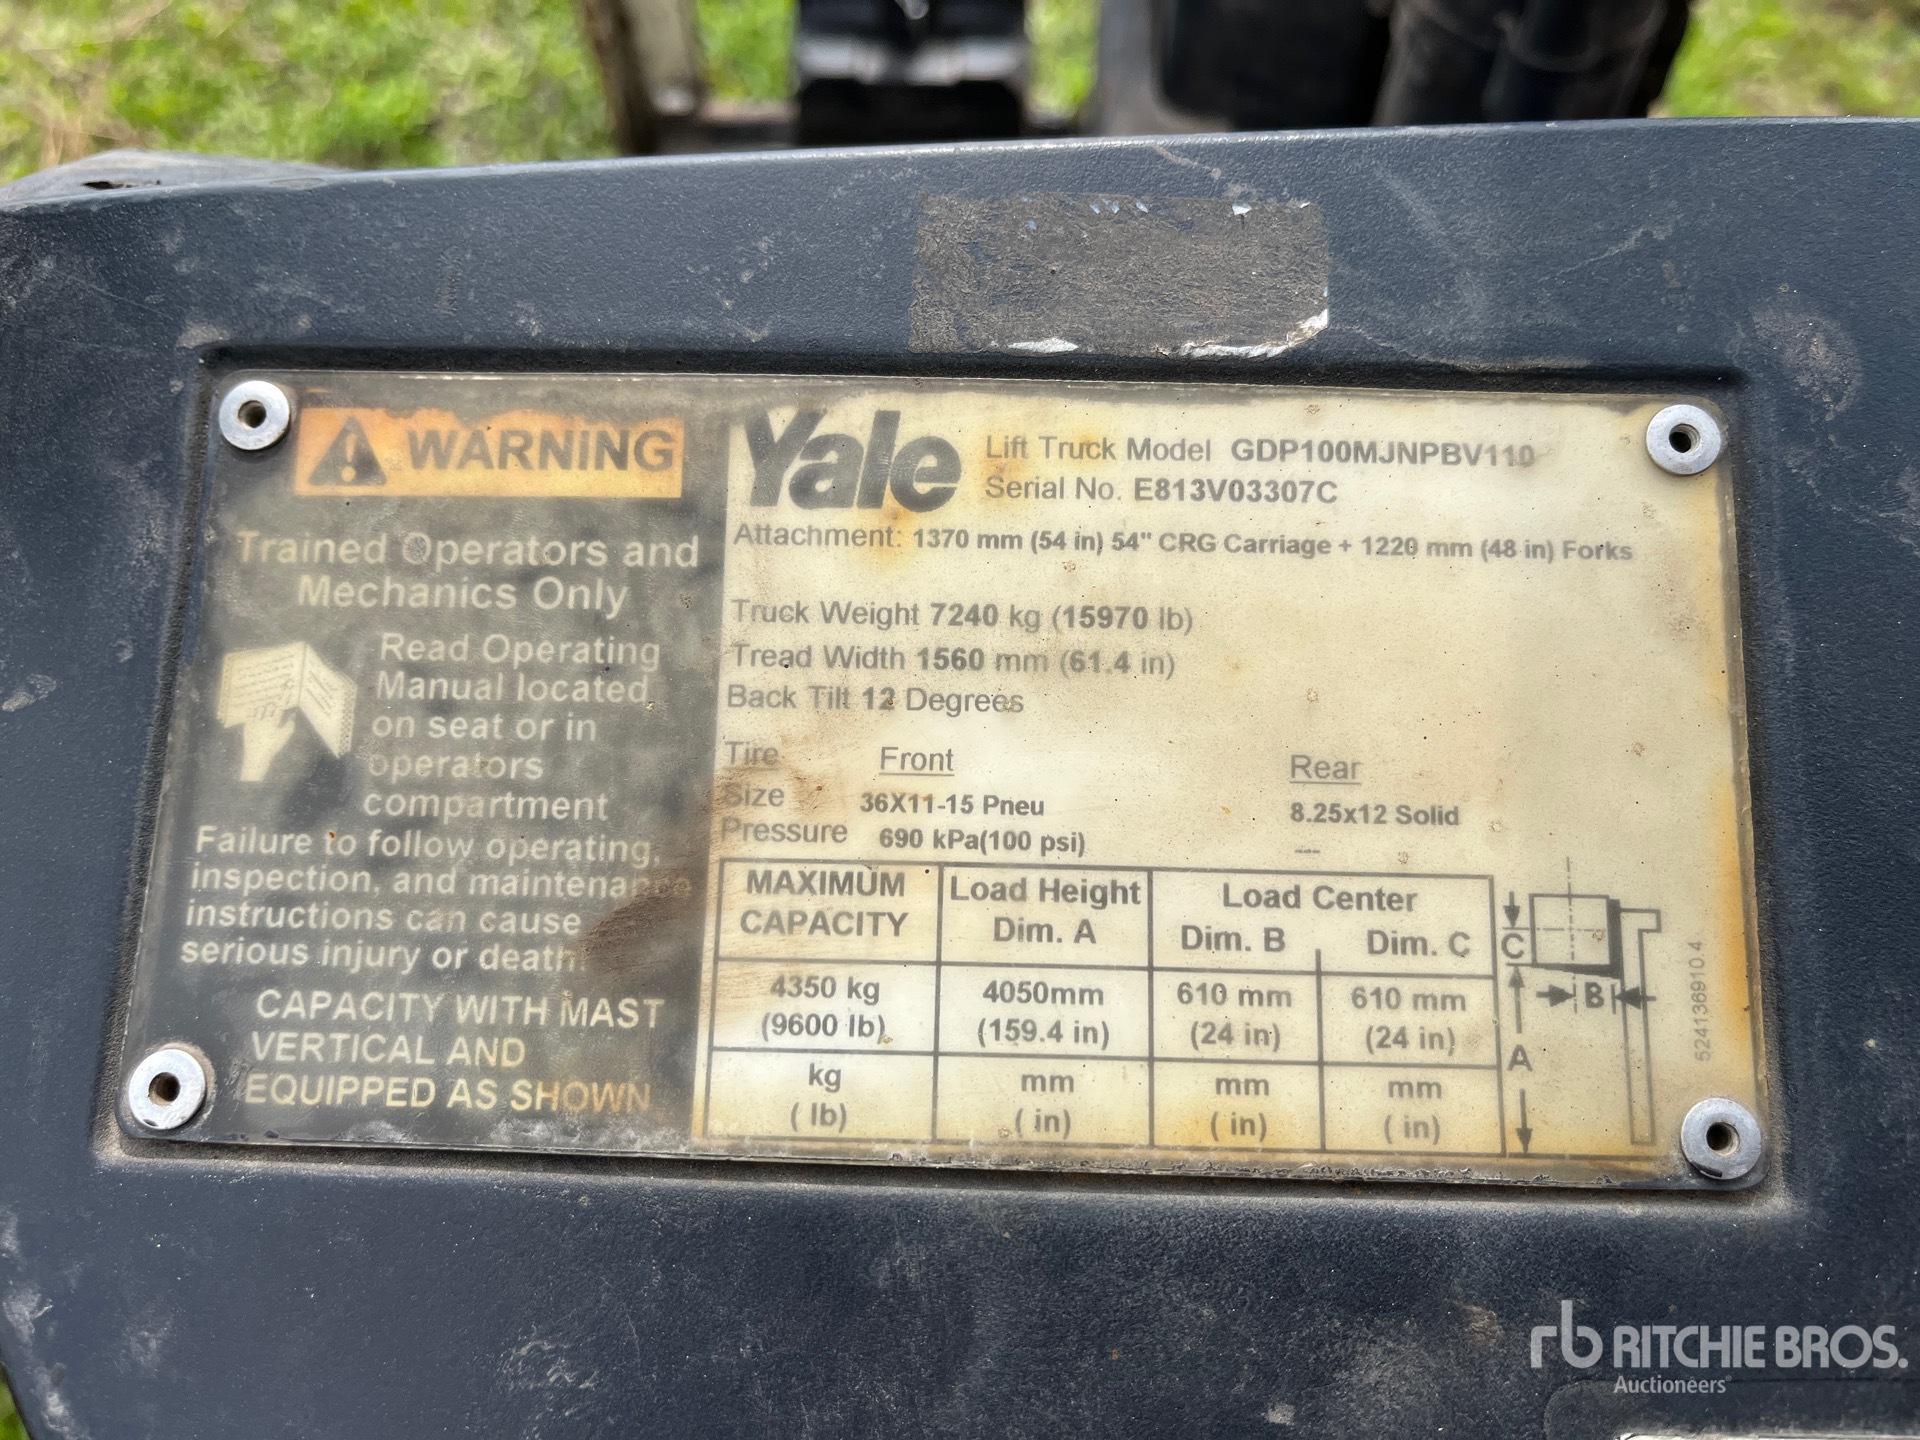 WARNING
Trained Operators and
Mechanics Only
Read Operating
Manual located
on seat or in
operators
compartment
Failure to follow operating,
inspection, and maintenance
instructions can cause
serious injury or death.
CAPACITY WITH MAST
VERTICAL AND
EQUIPPED AS SHOWN
Yale
Lift Truck Model GDP100MJNPBV110
Serial No. E813V03307C
Attachment: 1370 mm (54 in) 54" CRG Carriage + 1220 mm (48 in) Forks
Truck Weight 7240 kg (15970 lb)
Tread Width 1560 mm (61.4 in)
Back Tilt 12 Degrees
Tire Front Rear
Size 36X11-15 Pneu 8.25x12 Solid
Pressure 690 kPa(100 psi) ---
MAXIMUM Load Height Load Center
CAPACITY Dim. A Dim. B Dim. C
4350 kg 4050mm 610 mm 610 mm
(9600 lb) (159.4 in) (24 in) (24 in)
kg mm mm mm
( lb) ( in) ( in) ( in)
C
B
A
524136910 4
rb RITCHIE BROS.
Auctioneers